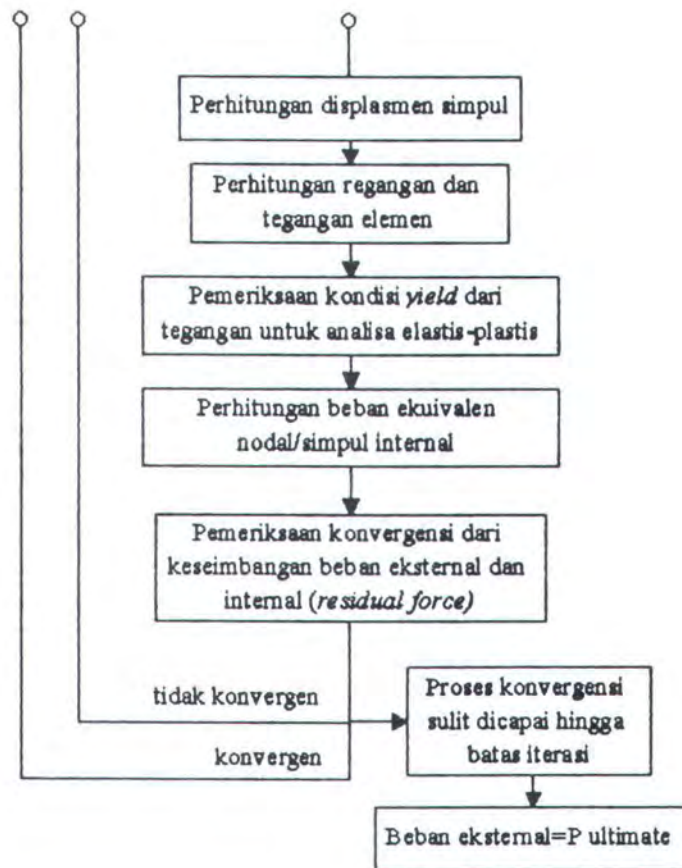 Perhitungan displasmen simpul
Perhitungan regangan dan
tegangan elemen
Pemeriksaan kondisi yield dari
tegangan untuk analisa elastis-plastis
Perhitungan beban ekuivalen
nodal/simpul internal
Pemeriksaan konvergensi dari
keseimbangan beban eksternal dan
internal (residual force)
tidak konvergen
konvergen
Proses konvergensi
sulit dicapai hingga
batas iterasi
Beban eksternal=P ultimate